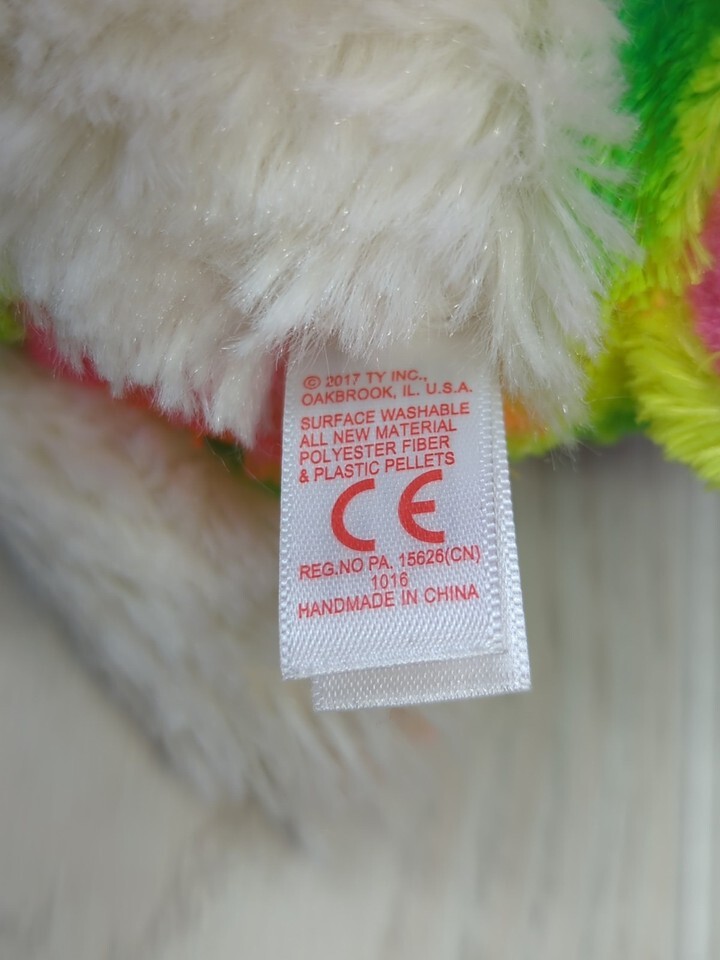 © 2017 TY INC.,
OAKBROOK, IL. U.S.A.
SURFACE WASHABLE
ALL NEW MATERIAL
POLYESTER FIBER
& PLASTIC PELLETS
CE
REG.NO PA. 15626(CN)
1016
HANDMADE IN CHINA